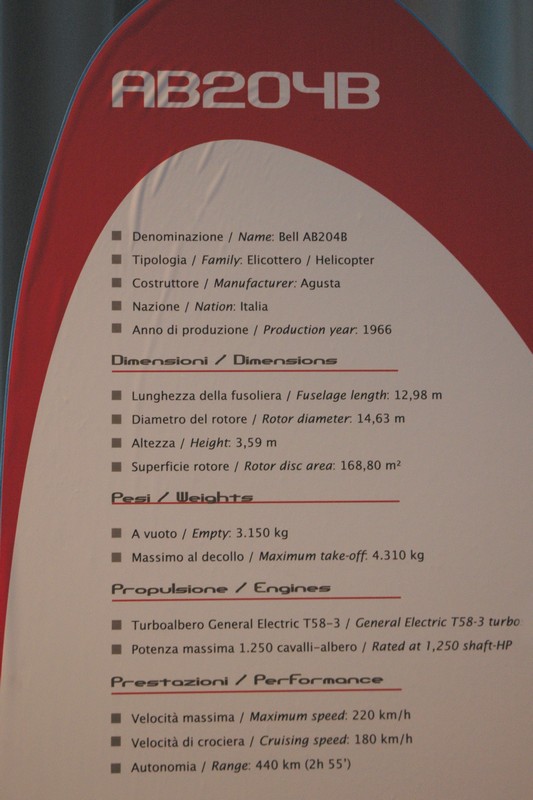 AB204B
Denominazione / Name: Bell AB204B
Tipologia / Family: Elicottero / Helicopter
Costruttore / Manufacturer: Agusta
Nazione / Nation: Italia
Anno di produzione / Production year: 1966
Dimensioni / Dimensions
Lunghezza della fusoliera / Fuselage length: 12,98 m
Diametro del rotore / Rotor diameter: 14,63 m
Altezza / Height: 3,59 m
Superficie rotore / Rotor disc area: 168,80 m²
Pesi / Weights
A vuoto / Empty: 3.150 kg
Massimo al decollo / Maximum take-off: 4.310 kg
Propulsione / Engines
Turboalbero General Electric T58-3 / General Electric T58-3 turbo
Potenza massima 1.250 cavalli-albero / Rated at 1,250 shaft-HP
Prestazioni / Performance
Velocità massima / Maximum speed: 220 km/h
Velocità di crociera / Cruising speed: 180 km/h
Autonomia / Range: 440 km (2h 55')